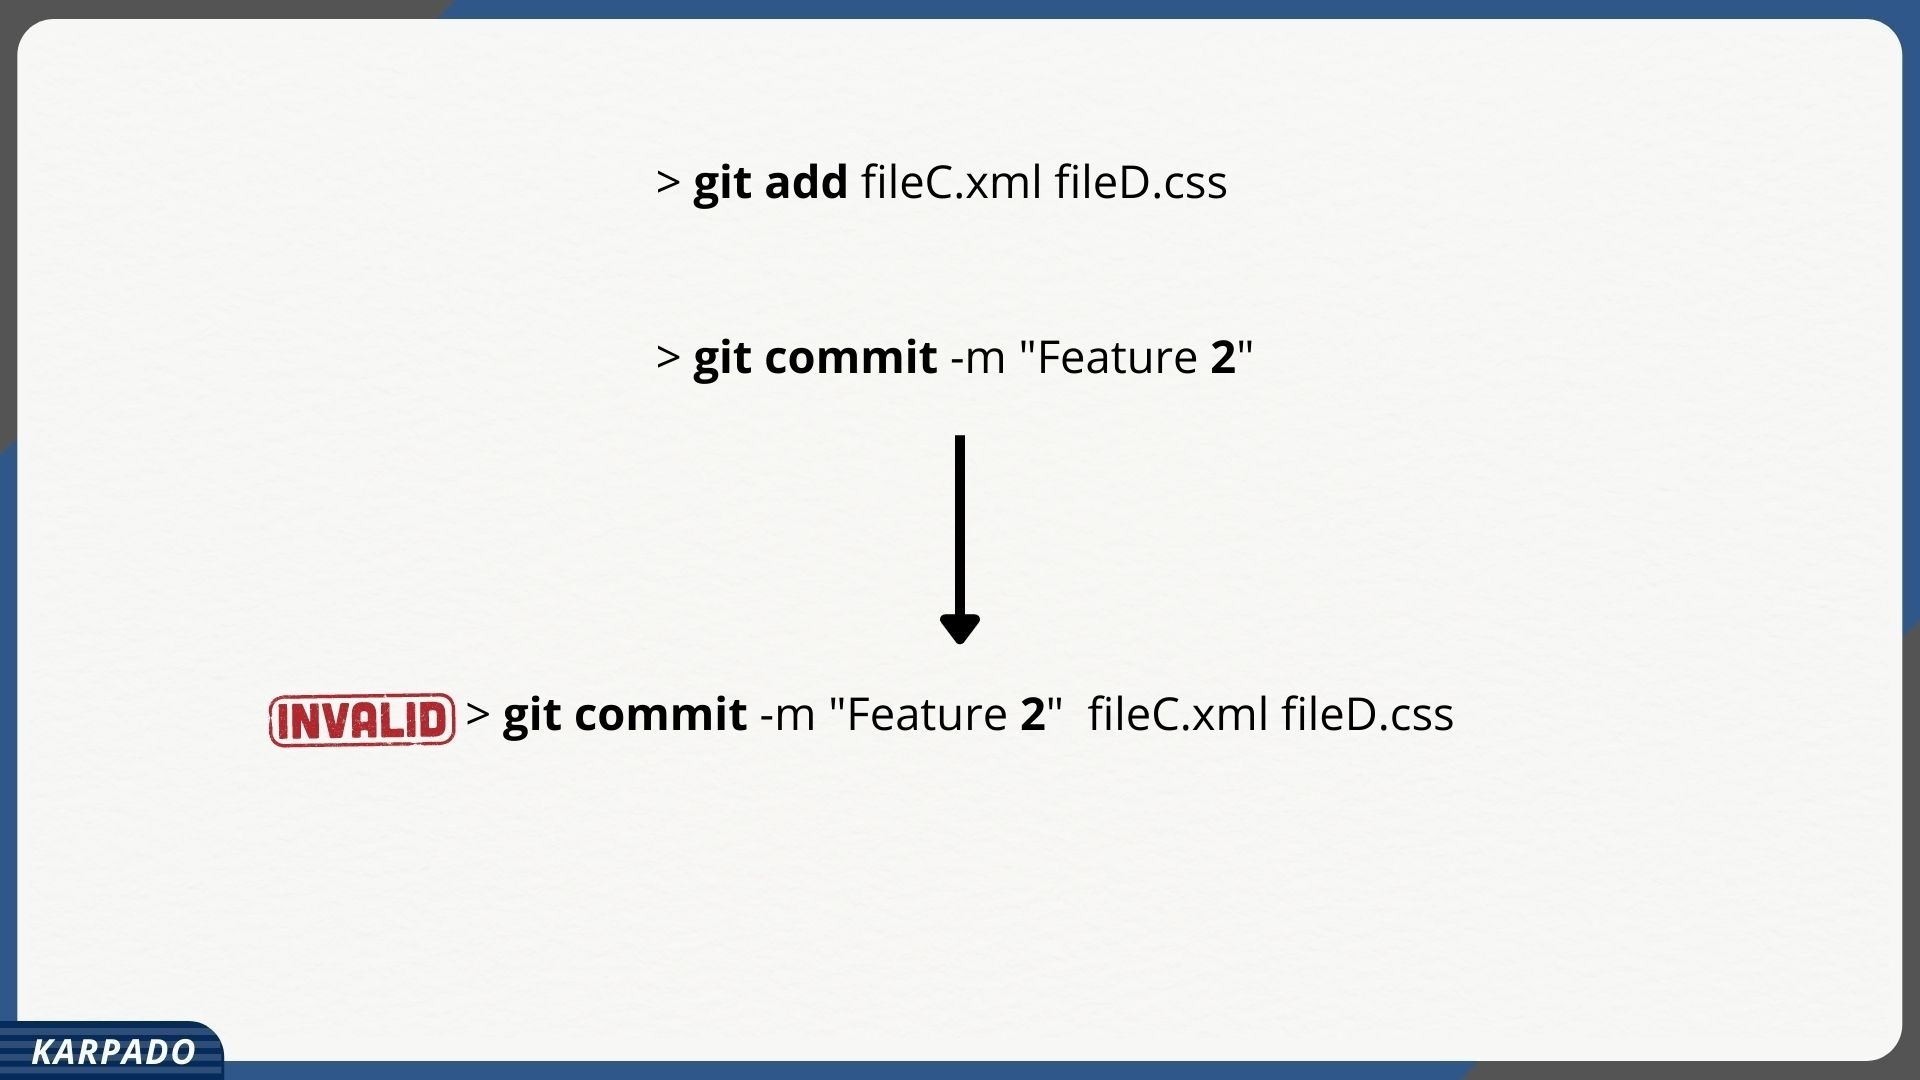 > git add fileC.xml fileD.css
> git commit -m "Feature 2"
INVALID > git commit -m "Feature 2"  fileC.xml fileD.css
KARPADO